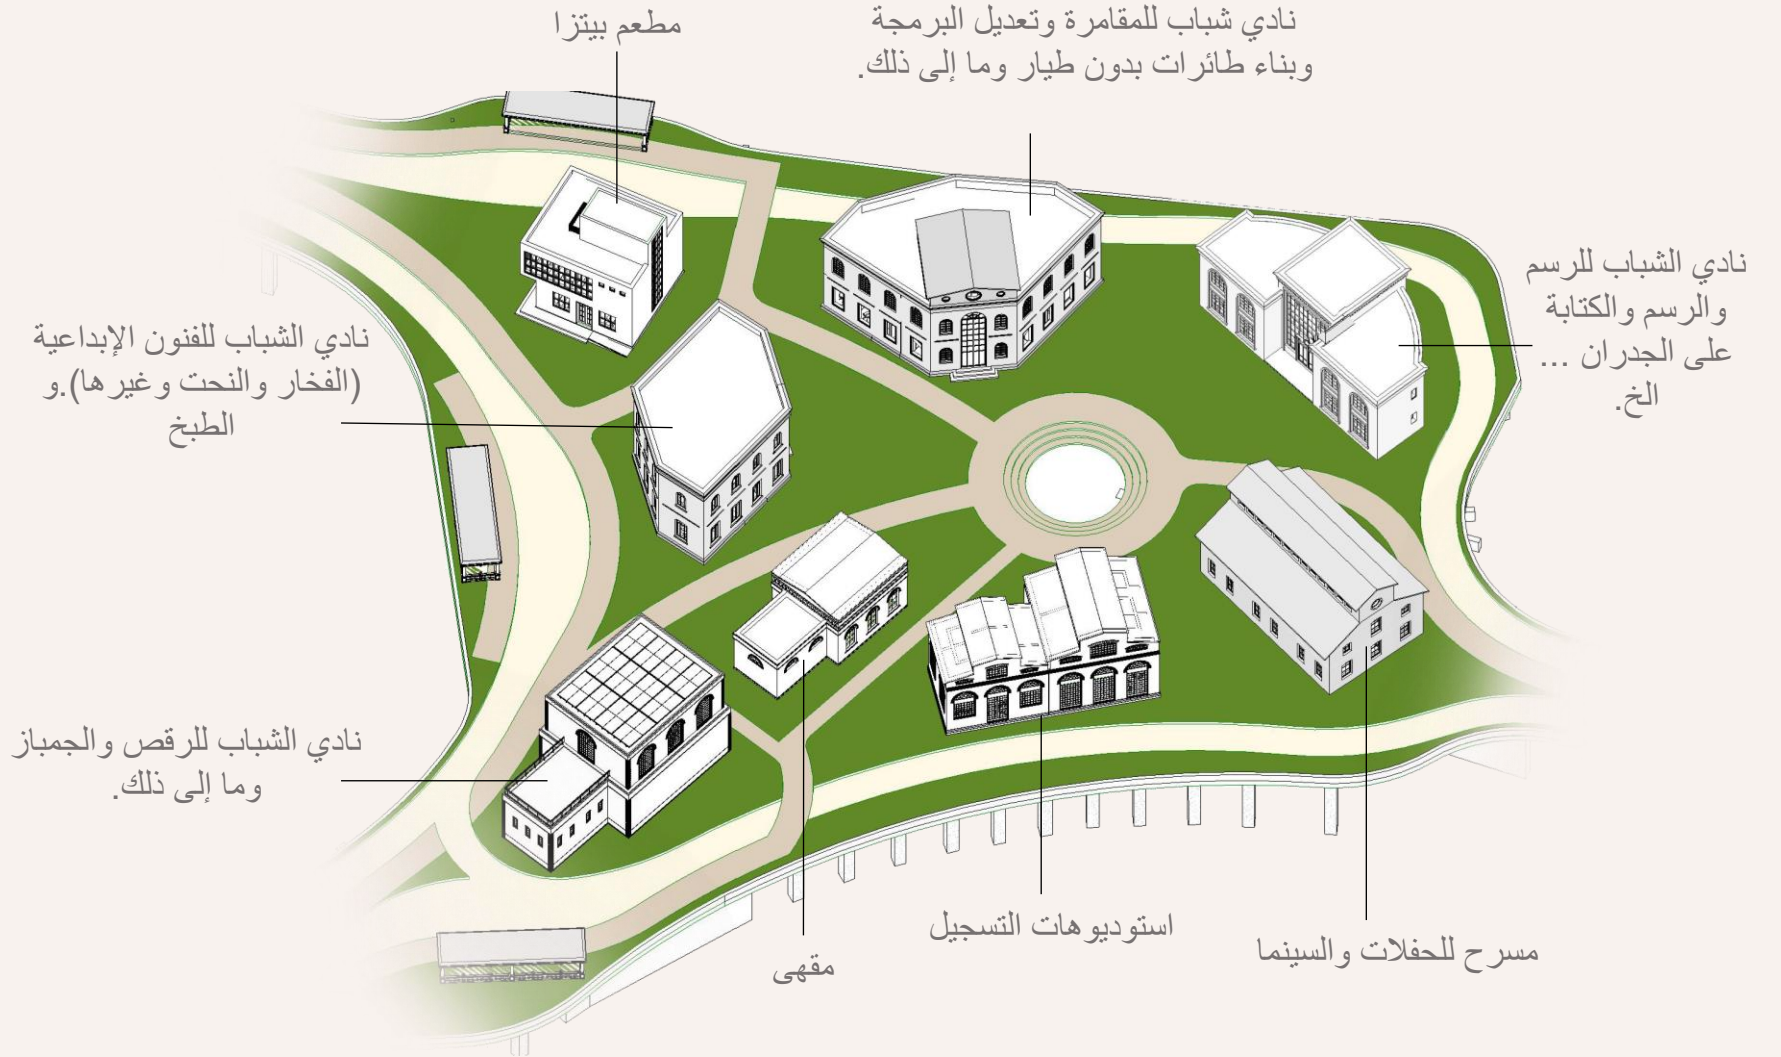 مطعم بيتزا
نادي شباب للمقامرة وتعديل البرمجة
وبناء طائرات بدون طيار وما إلى ذلك.
نادي الشباب للرسم
والرسم والكتابة
على الجدران ...
الخ.
نادي الشباب للفنون الإبداعية
(الفخار والنحت وغيرها).و
الطبخ
نادي الشباب للرقص والجمباز
وما إلى ذلك.
مقهى
استوديوهات التسجيل
مسرح للحفلات والسينما